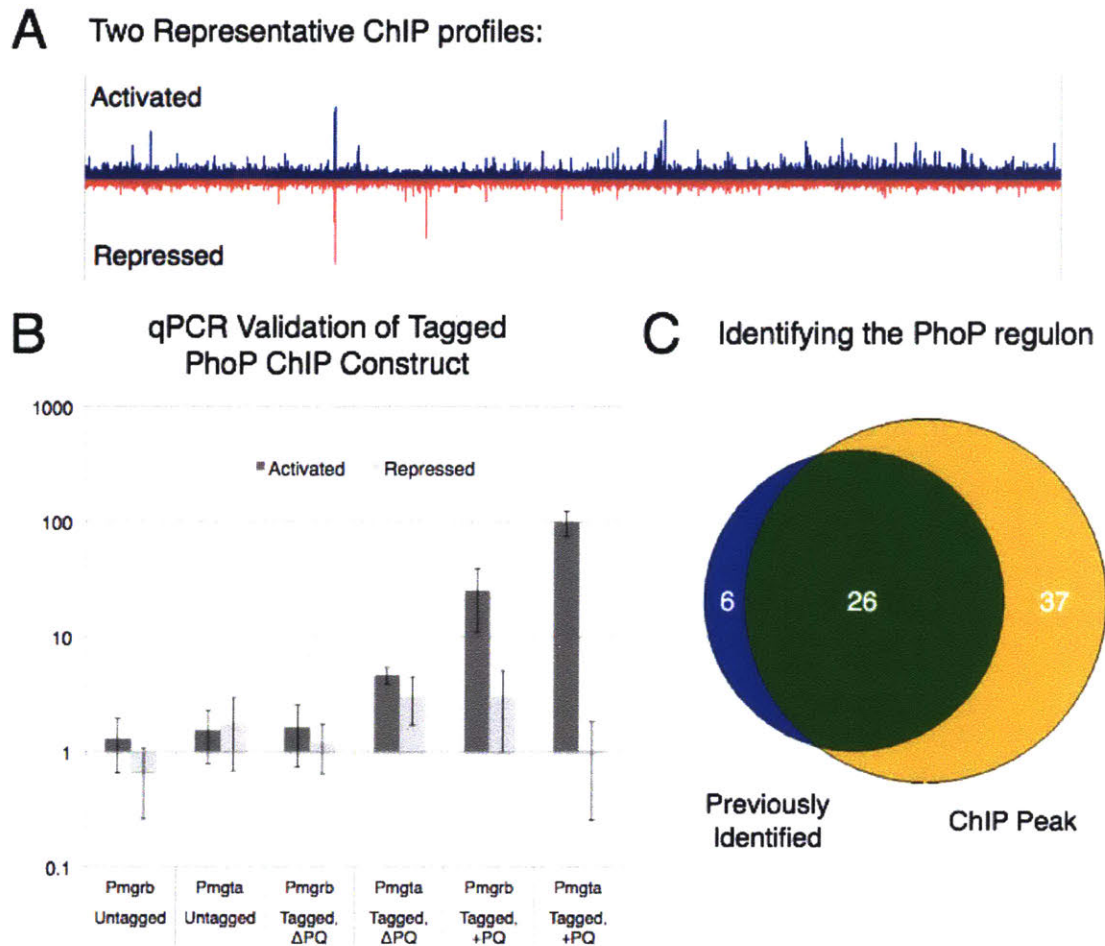 A Two Representative ChIP profiles:
Activated
Repressed
B qPCR Validation of Tagged
PhoP ChIP Construct
1000
Activated Repressed
100
10
1
0.1
Pmgrb Pmgta Pmgrb Pmgta Pmgrb Pmgta
Untagged Untagged Tagged, Tagged, Tagged, Tagged,
ΔPQ ΔPQ +PQ +PQ
C Identifying the PhoP regulon
6 26 37
Previously
Identified
ChIP Peak